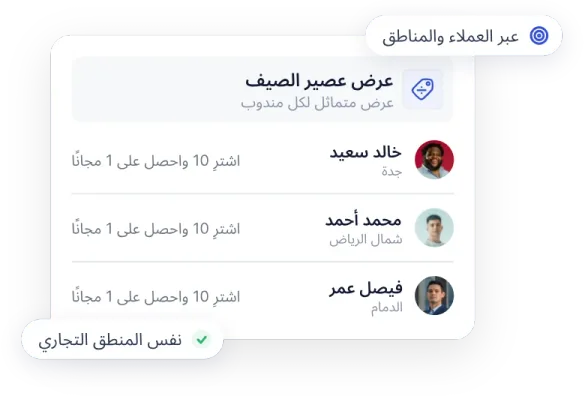 عبر العملاء والمناطق
عرض عصير الصيف
عرض متماثل لكل مندوب
خالد سعيد
جدة
اشترِ 10 واحصل على 1 مجانًا
محمد أحمد
شمال الرياض
اشترِ 10 واحصل على 1 مجانًا
فيصل عمر
الدمام
اشترِ 10 واحصل على 1 مجانًا
نفس المنطق التجاري